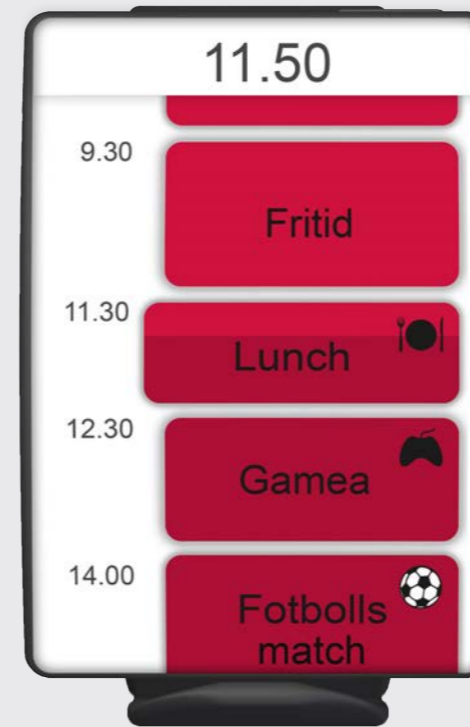 11.50
9.30
Fritid
11.30
Lunch
12.30
Gamea
14.00
Fotbolls
match